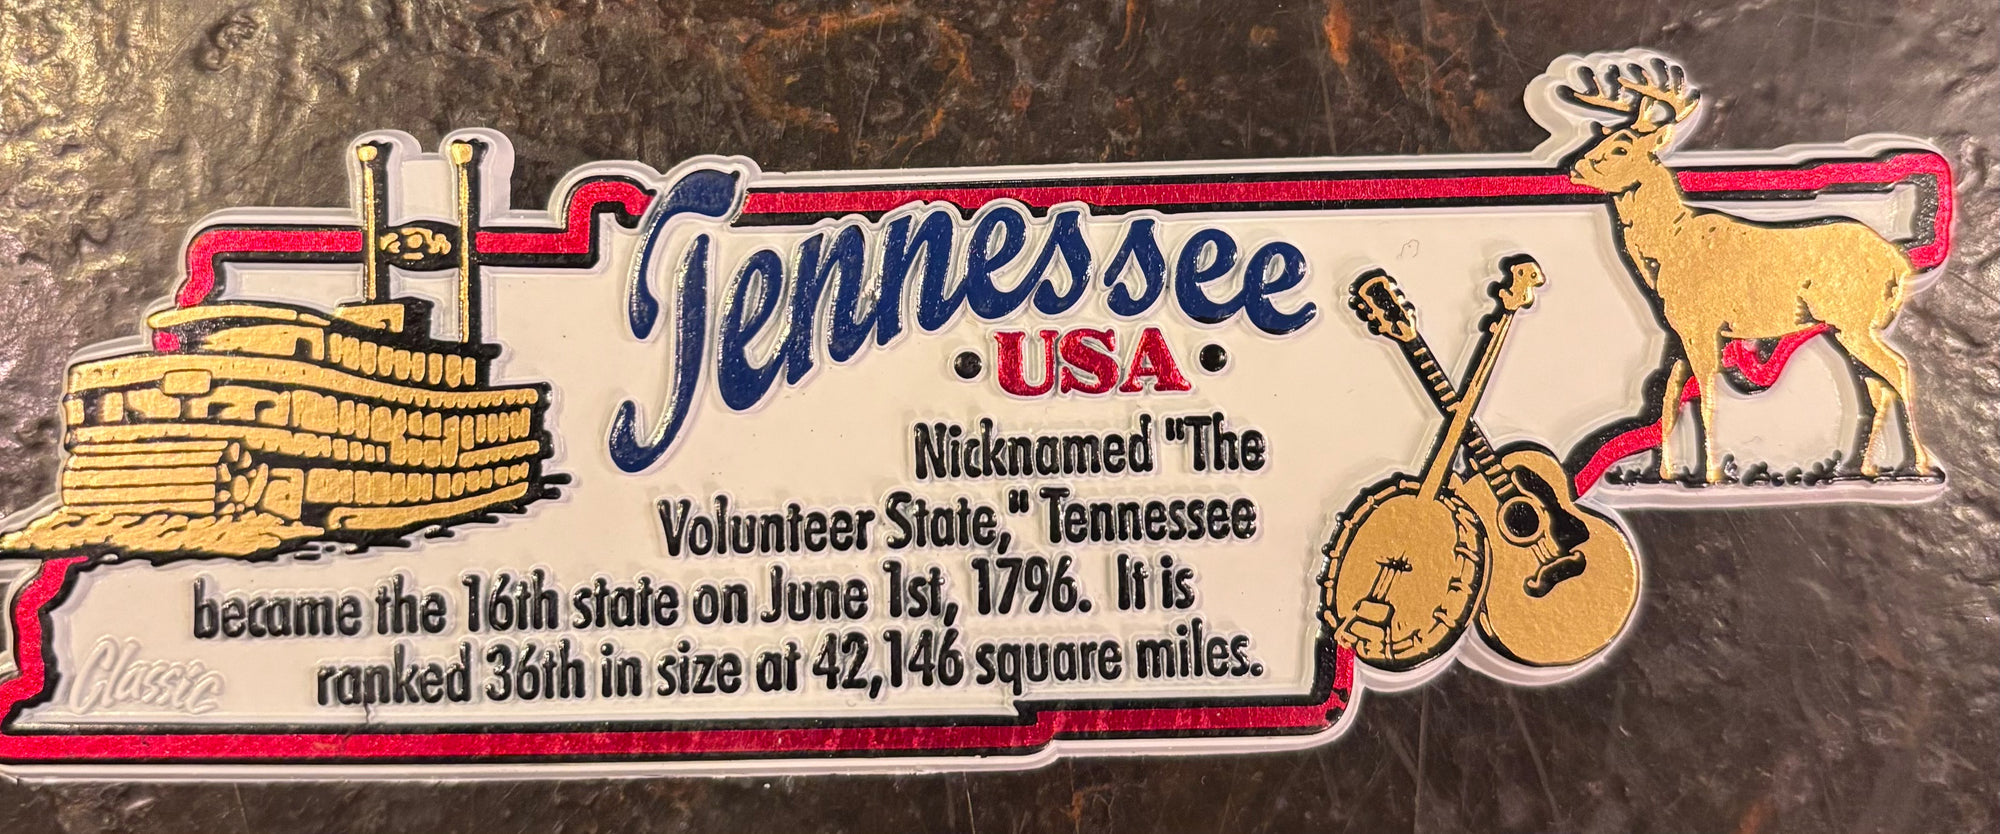 Tennessee
• USA •
Nicknamed "The
Volunteer State," Tennessee
became the 16th state on June 1st, 1796. It is
ranked 36th in size at 42,146 square miles.
Classic